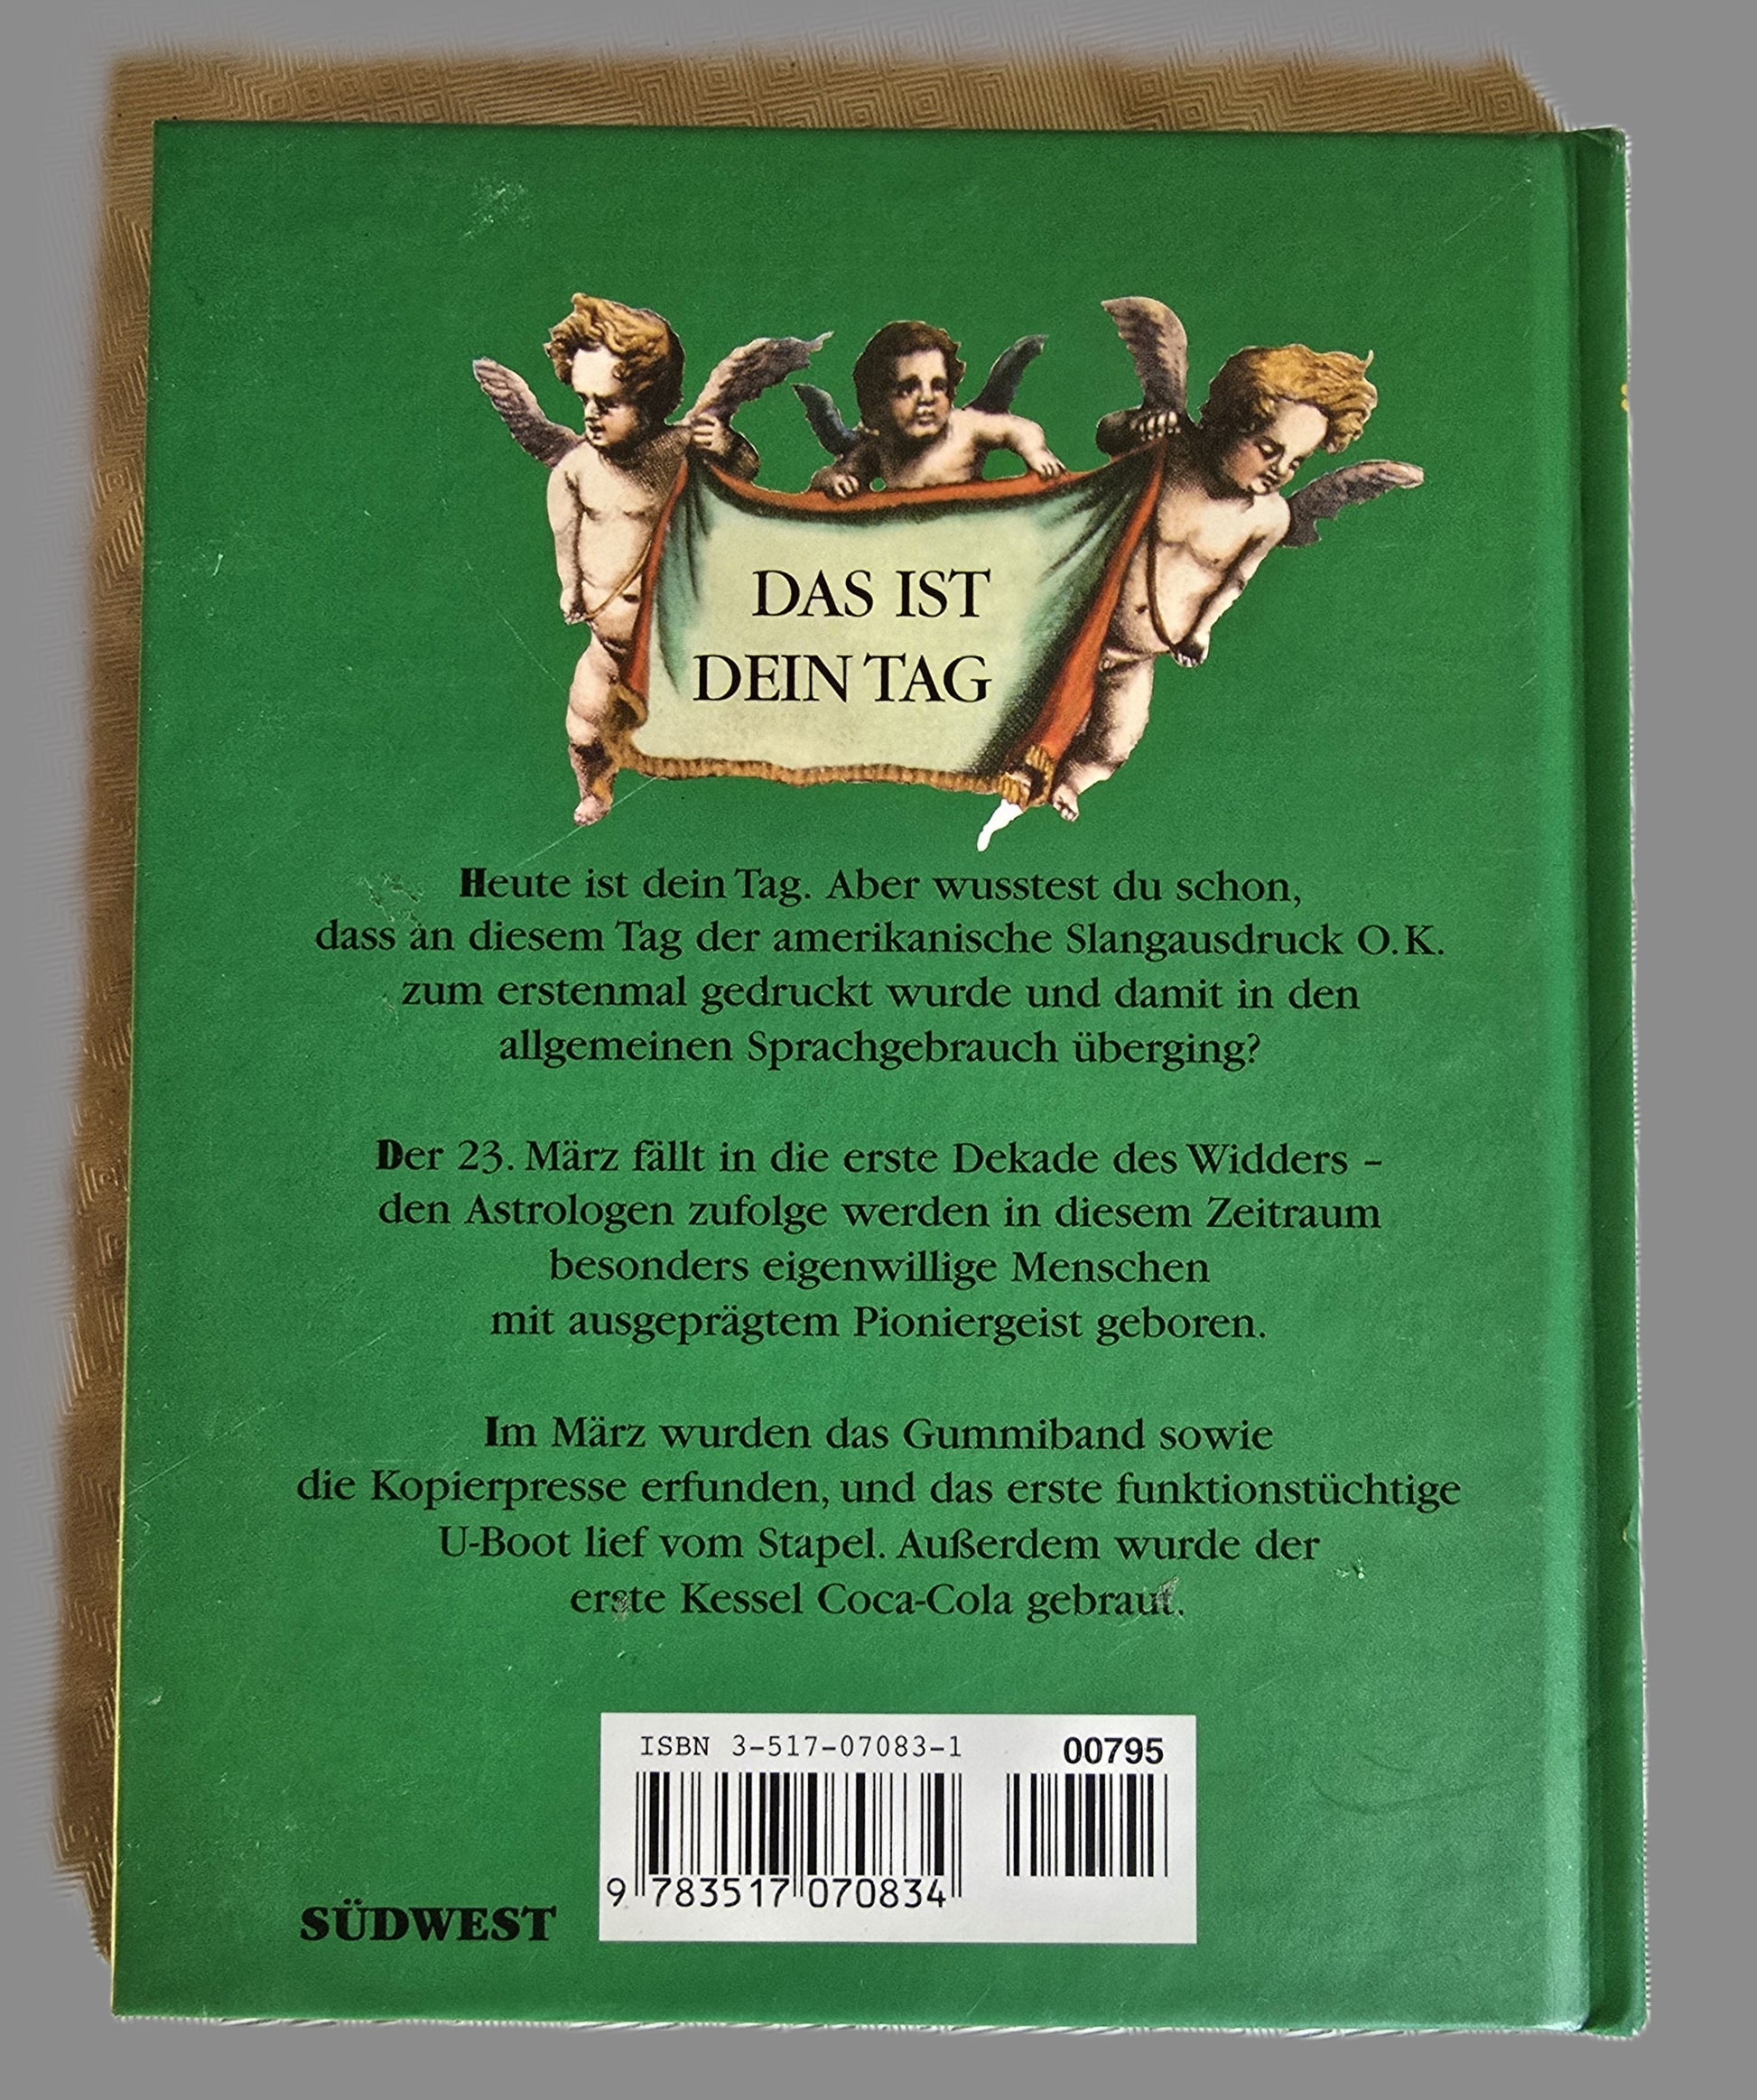 DAS IST
DEIN TAG
Heute ist dein Tag. Aber wusstest du schon,
dass an diesem Tag der amerikanische Slangausdruck O.K.
zum erstenmal gedruckt wurde und damit in den
allgemeinen Sprachgebrauch überging?
Der 23. März fällt in die erste Dekade des Widders –
den Astrologen zufolge werden in diesem Zeitraum
besonders eigenwillige Menschen
mit ausgeprägtem Pioniergeist geboren.
Im März wurden das Gummiband sowie
die Kopierpresse erfunden, und das erste funktionstüchtige
U-Boot lief vom Stapel. Außerdem wurde der
erste Kessel Coca-Cola gebraut.
ISBN 3-517-07083-1
00795
9 783517 070834
SÜDWEST